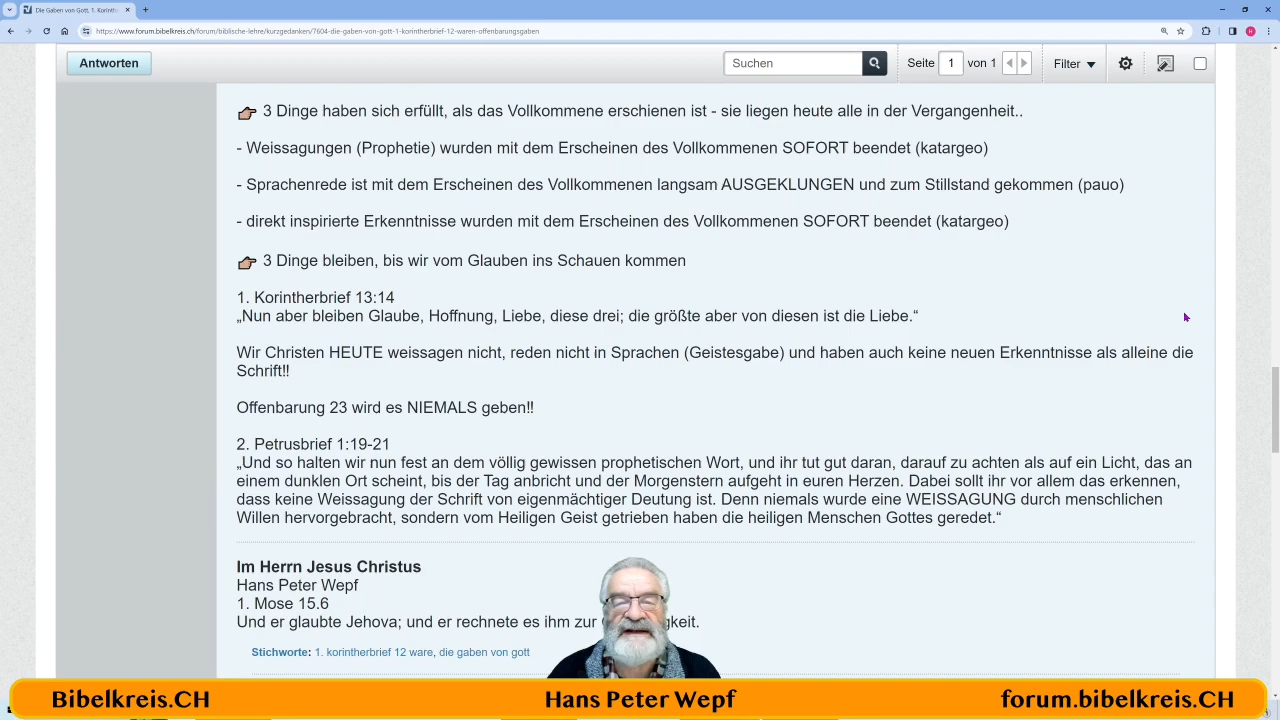 Die Gaben von Gott, 1. Korinth
https://www.forum.bibelkreis.ch/forum/biblische-lehre/kurzgedanken/7604-die-gaben-von-gott-1-korintherbrief-12-waren-offenbarungsgaben
Antworten
Suchen
Seite 1 von 1
Filter
3 Dinge haben sich erfüllt, als das Vollkommene erschienen ist - sie liegen heute alle in der Vergangenheit..
- Weissagungen (Prophetie) wurden mit dem Erscheinen des Vollkommenen SOFORT beendet (katargeo)
- Sprachenrede ist mit dem Erscheinen des Vollkommenen langsam AUSGEKLUNGEN und zum Stillstand gekommen (pauo)
- direkt inspirierte Erkenntnisse wurden mit dem Erscheinen des Vollkommenen SOFORT beendet (katargeo)
3 Dinge bleiben, bis wir vom Glauben ins Schauen kommen
1. Korintherbrief 13:14
„Nun aber bleiben Glaube, Hoffnung, Liebe, diese drei; die größte aber von diesen ist die Liebe.“
Wir Christen HEUTE weissagen nicht, reden nicht in Sprachen (Geistesgabe) und haben auch keine neuen Erkenntnisse als alleine die
Schrift!!
Offenbarung 23 wird es NIEMALS geben!!
2. Petrusbrief 1:19-21
„Und so halten wir nun fest an dem völlig gewissen prophetischen Wort, und ihr tut gut daran, darauf zu achten als auf ein Licht, das an
einem dunklen Ort scheint, bis der Tag anbricht und der Morgenstern aufgeht in euren Herzen. Dabei sollt ihr vor allem das erkennen,
dass keine Weissagung der Schrift von eigenmächtiger Deutung ist. Denn niemals wurde eine WEISSAGUNG durch menschlichen
Willen hervorgebracht, sondern vom Heiligen Geist getrieben haben die heiligen Menschen Gottes geredet.“
Im Herrn Jesus Christus
Hans Peter Wepf
1. Mose 15.6
Und er glaubte Jehova; und er rechnete es ihm zur gkeit.
Stichworte: 1. korintherbrief 12 ware, die gaben von gott
Bibelkreis.CH Hans Peter Wepf forum.bibelkreis.CH